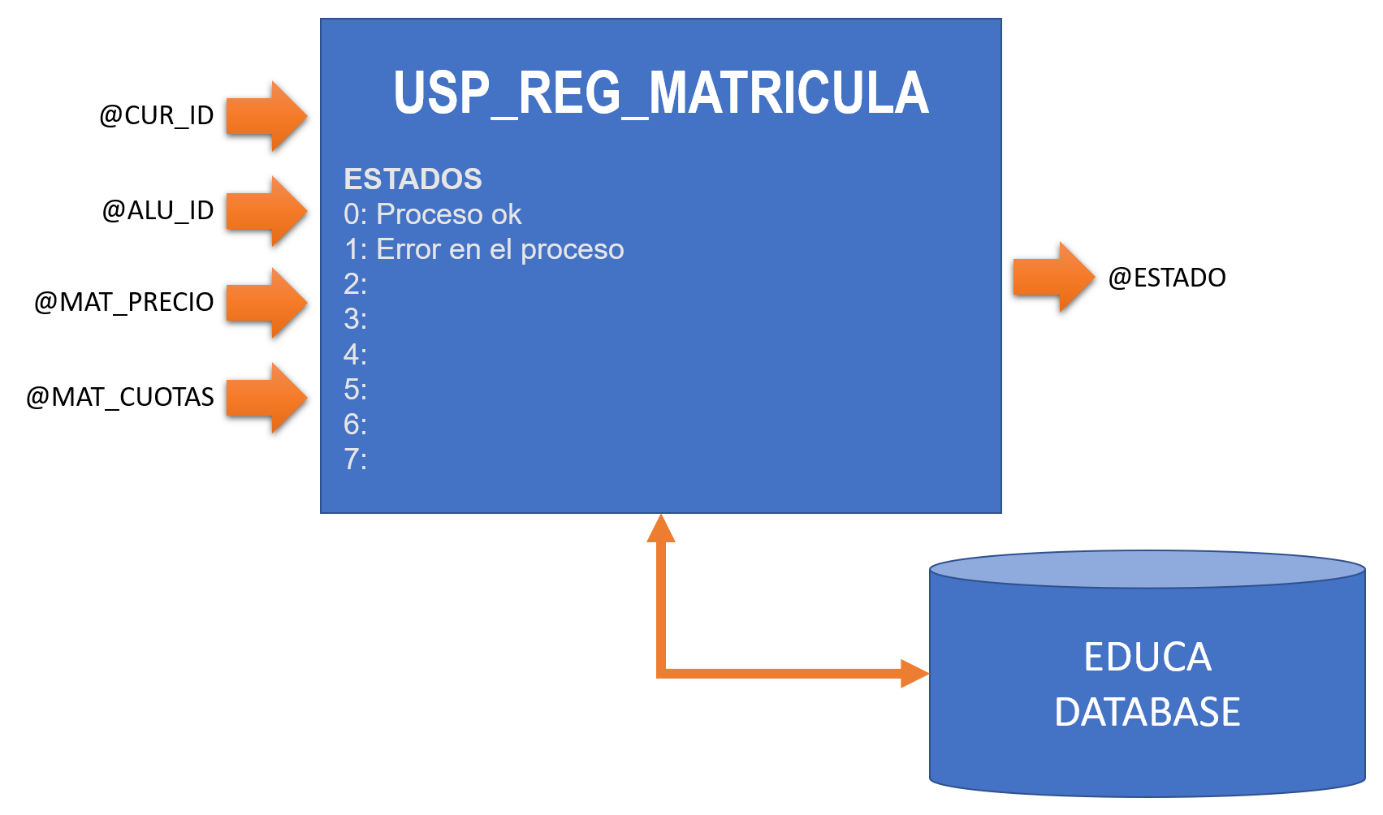 USP_REG_MATRICULA
@CUR_ID
@ALU_ID
@MAT_PRECIO
@MAT_CUOTAS
ESTADOS
0: Proceso ok
1: Error en el proceso
2:
3:
4:
5:
6:
7:
@ESTADO
EDUCA
DATABASE